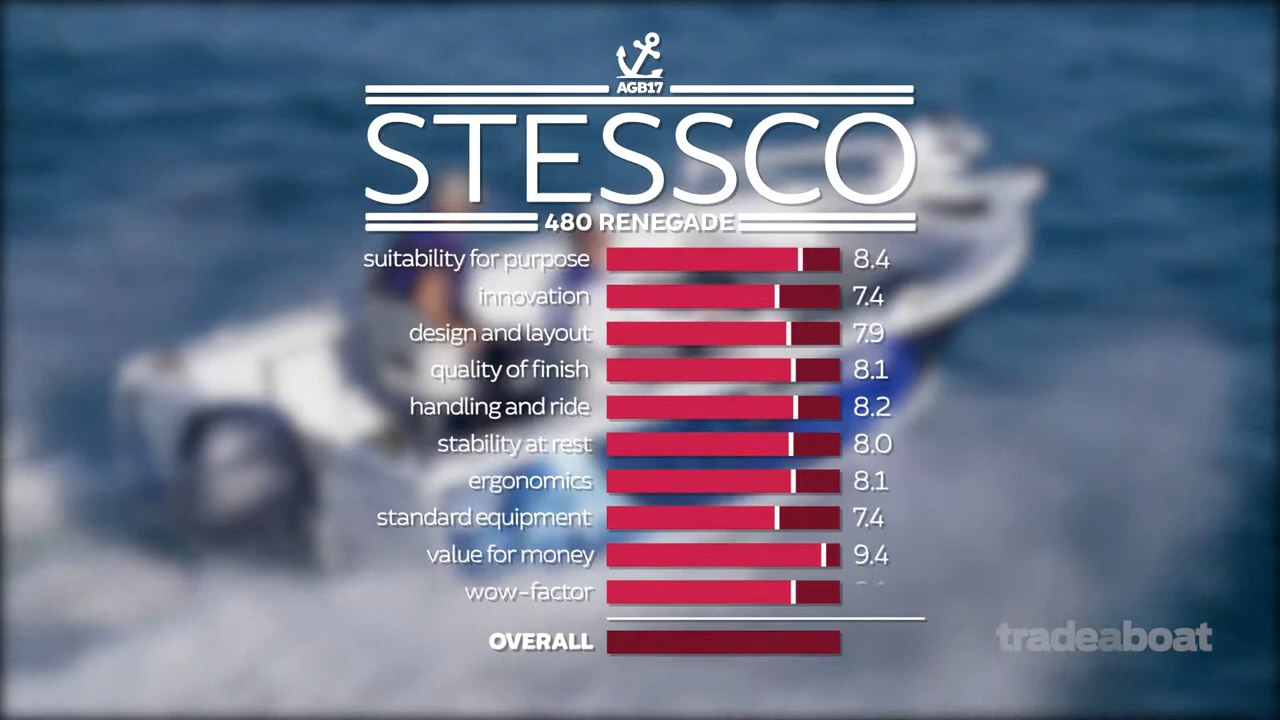 AGB17
STESSCO
480 RENEGADE
suitability for purpose 8.4
innovation 7.4
design and layout 7.9
quality of finish 8.1
handling and ride 8.2
stability at rest 8.0
ergonomics 8.1
standard equipment 7.4
value for money 9.4
wow-factor
OVERALL
tradeaboat